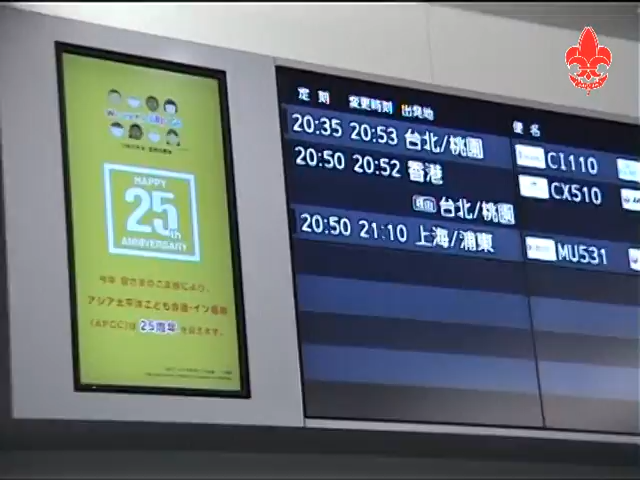 HAPPY
25th
ANNIVERSARY
今年 皆さまのご支援により、
アジア太平洋こども会議・イン福岡
(APCC)は 25周年 を迎えます。
定刻 変更時刻 出発地 便名
20:35 20:53 台北/桃園 CI110
20:50 20:52 香港 CX510
経由 台北/桃園
20:50 21:10 上海/浦東 MU531